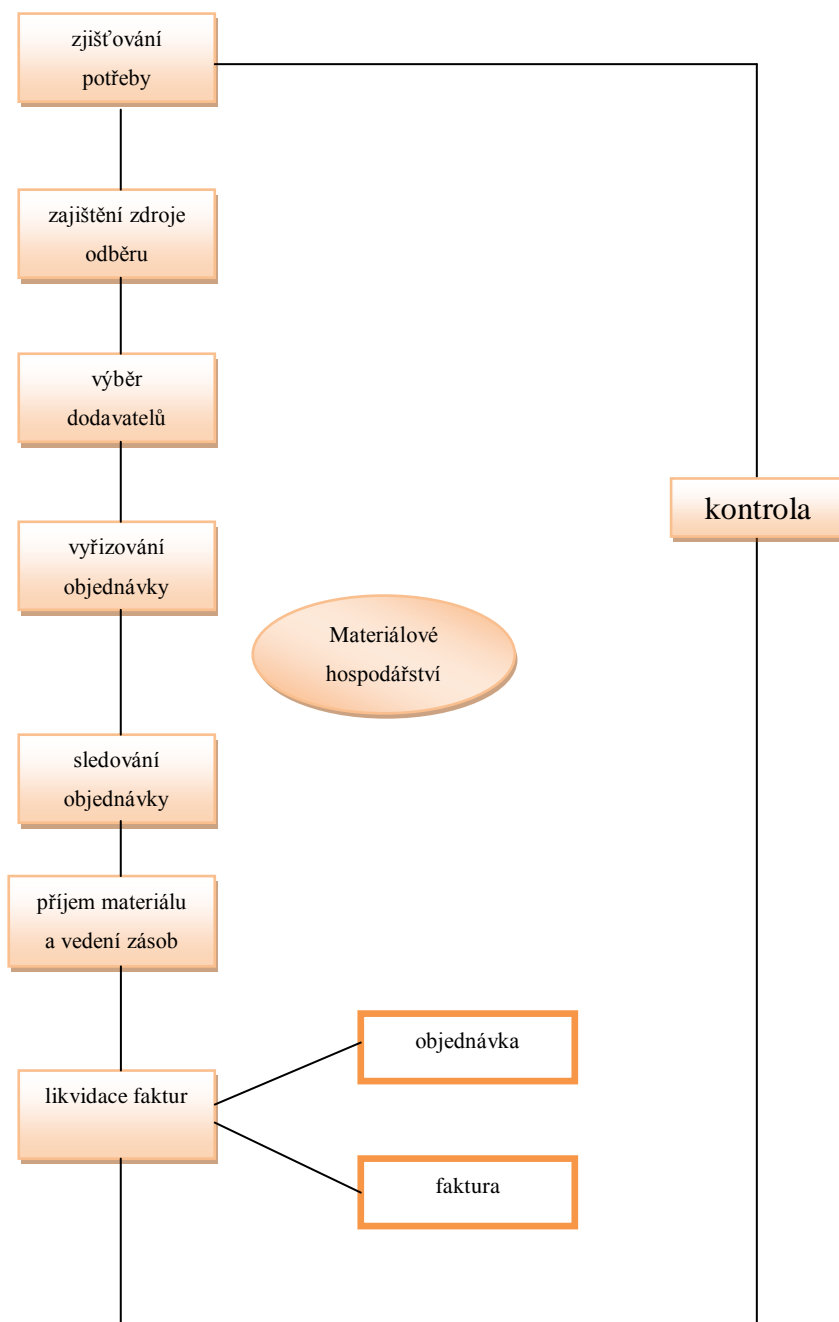 zjišťování
potřeby
zajištění zdroje
odběru
výběr
dodavatelů
kontrola
vyřizování
objednávky
Materiálové
hospodářství
sledování
objednávky
příjem materiálu
a vedení zásob
objednávka
likvidace faktur
faktura